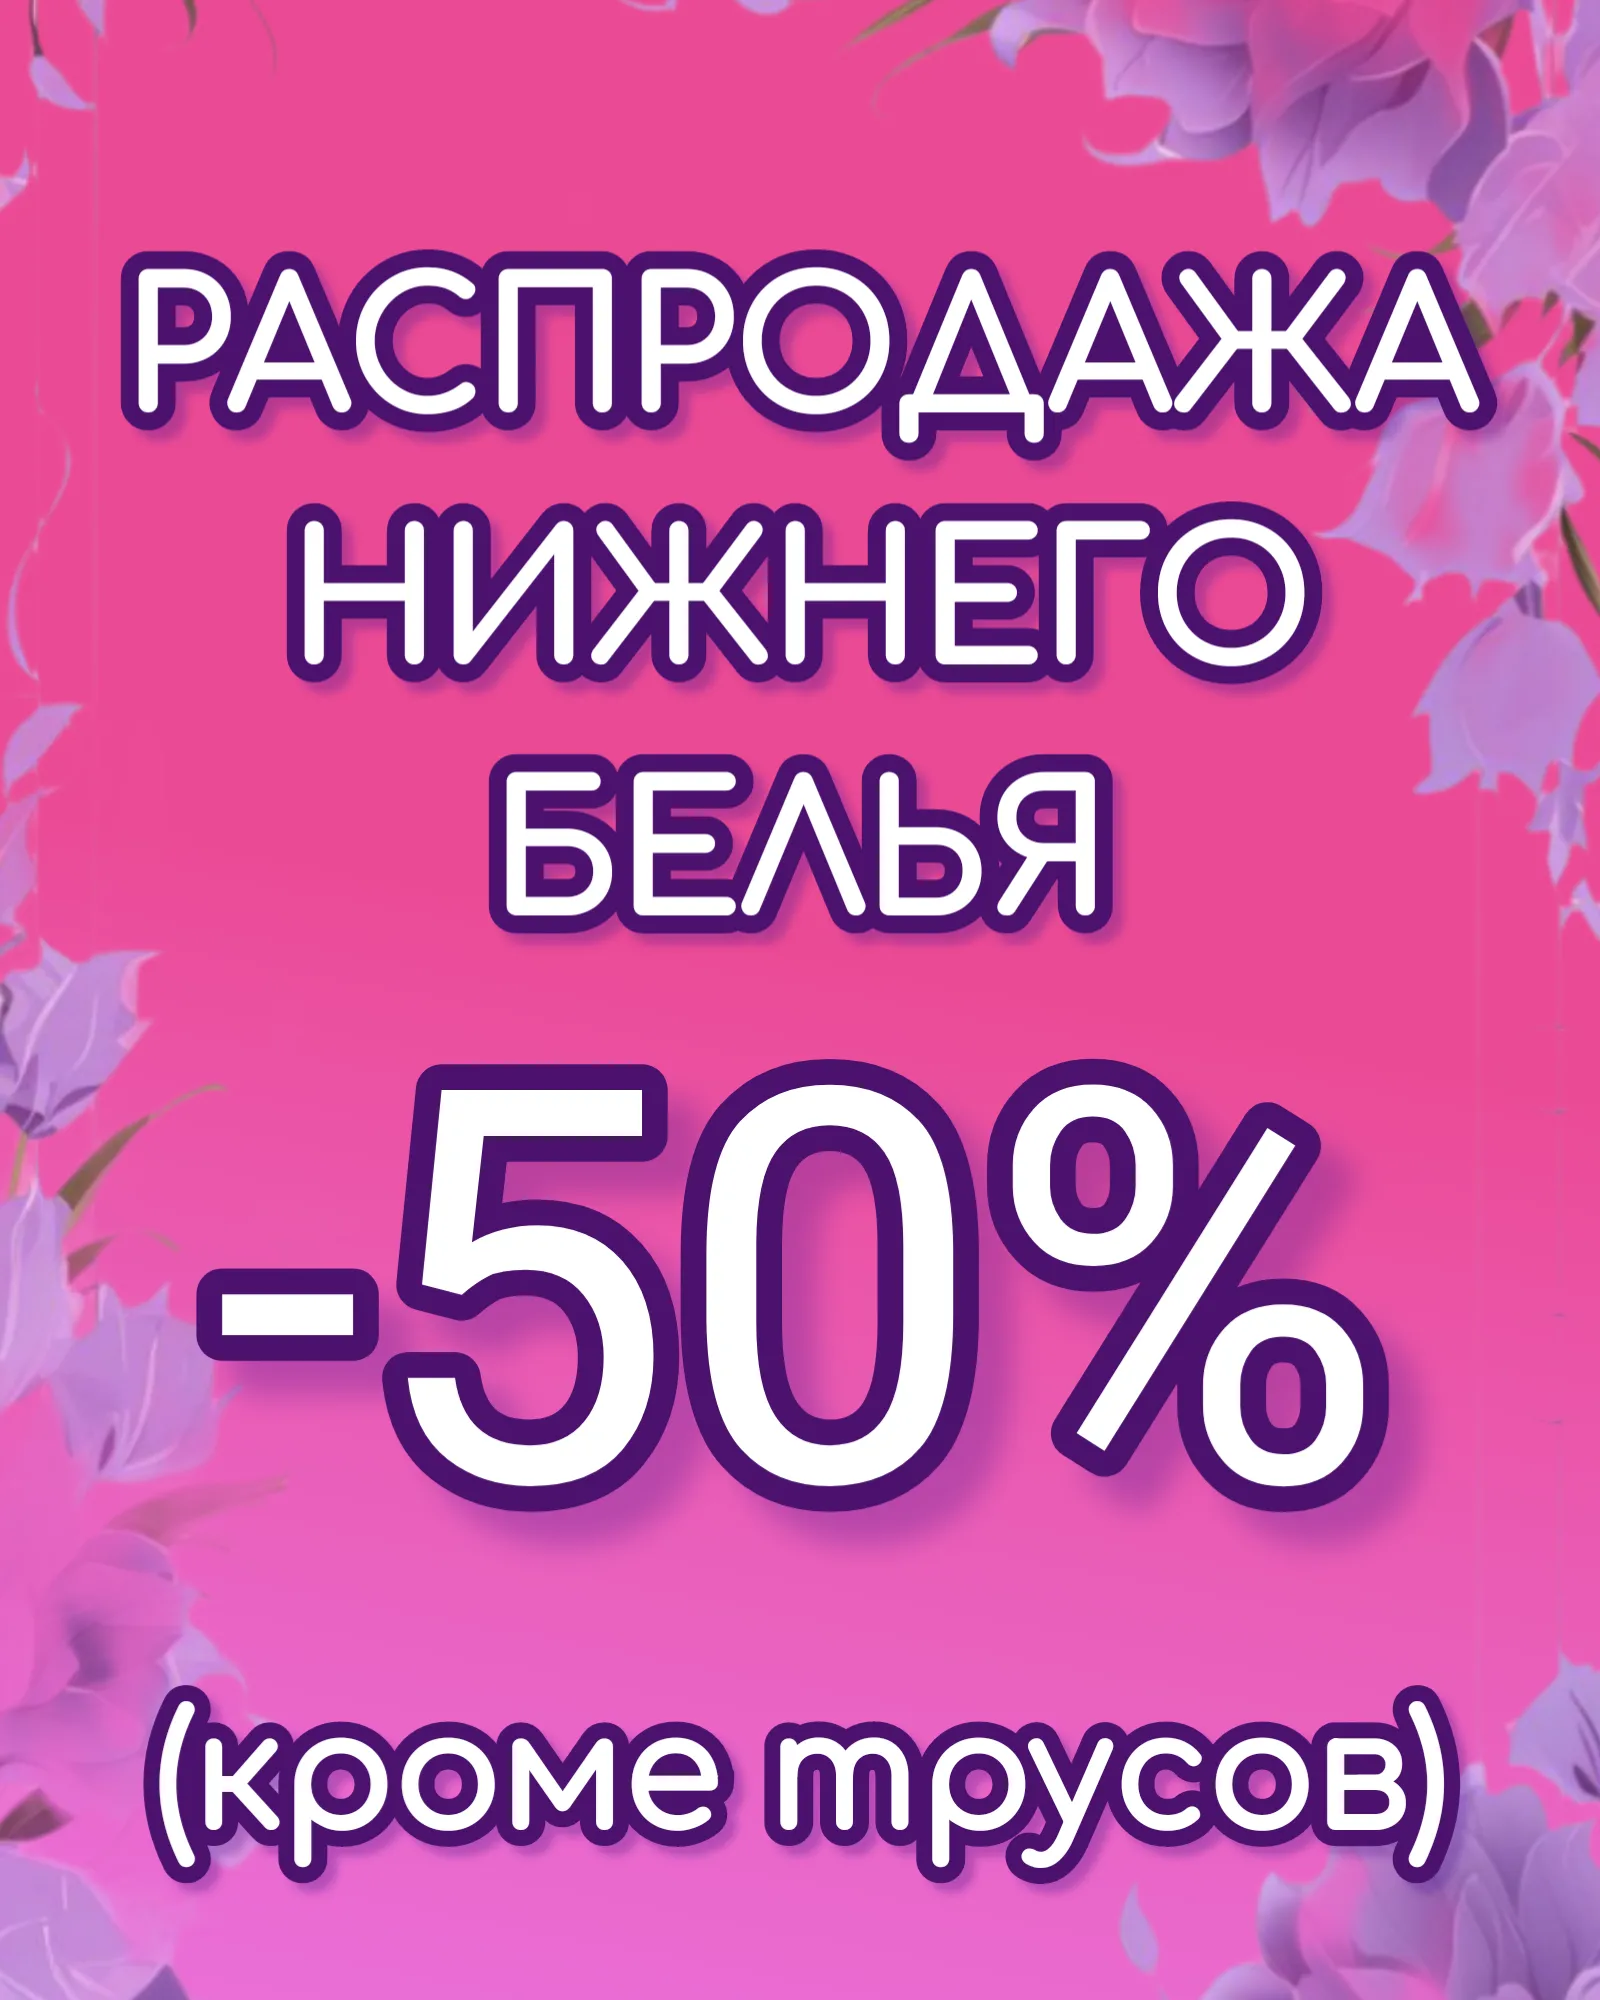 РАСПРОДАЖА
НИЖНЕГО
БЕЛЬЯ
-50%
(кроме трусов)